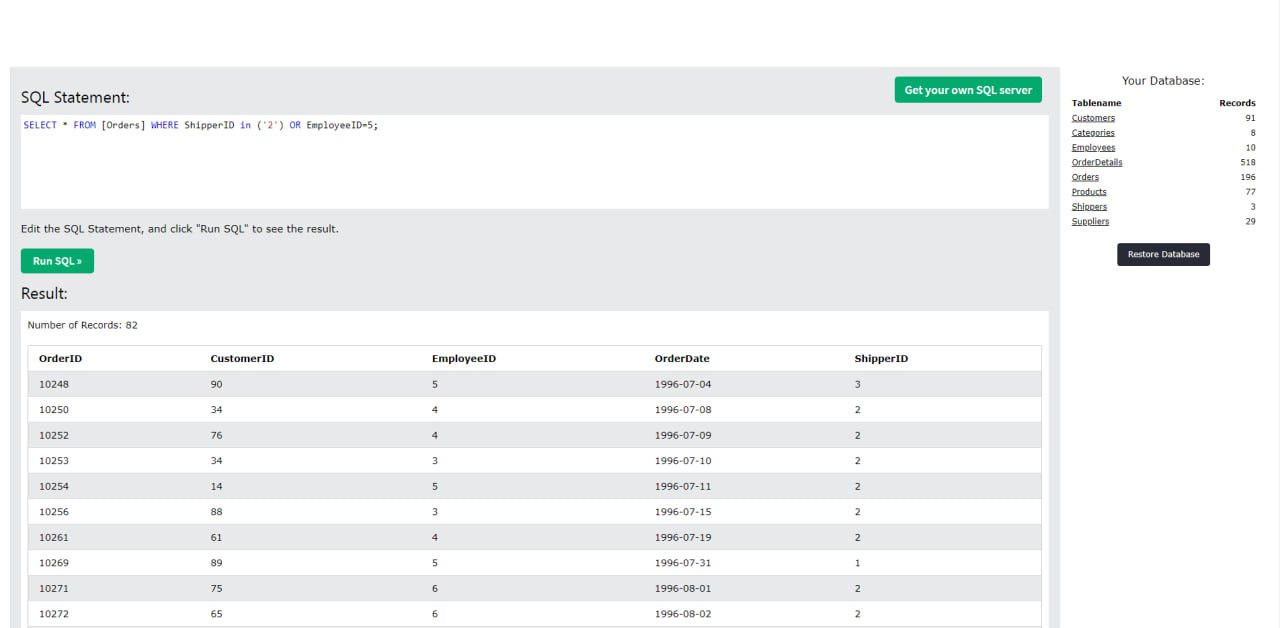 SQL Statement:
Get your own SQL server
SELECT * FROM [Orders] WHERE ShipperID in ('2') OR EmployeeID=5;
Edit the SQL Statement, and click "Run SQL" to see the result.
Run SQL »
Result:
Number of Records: 82
OrderID CustomerID EmployeeID OrderDate ShipperID
10248 90 5 1996-07-04 3
10250 34 4 1996-07-08 2
10252 76 4 1996-07-09 2
10253 34 3 1996-07-10 2
10254 14 5 1996-07-11 2
10256 88 3 1996-07-15 2
10261 61 4 1996-07-19 2
10269 89 5 1996-07-31 1
10271 75 6 1996-08-01 2
10272 65 6 1996-08-02 2
Your Database:
Tablename Records
Customers 91
Categories 8
Employees 10
OrderDetails 518
Orders 196
Products 77
Shippers 3
Suppliers 29
Restore Database